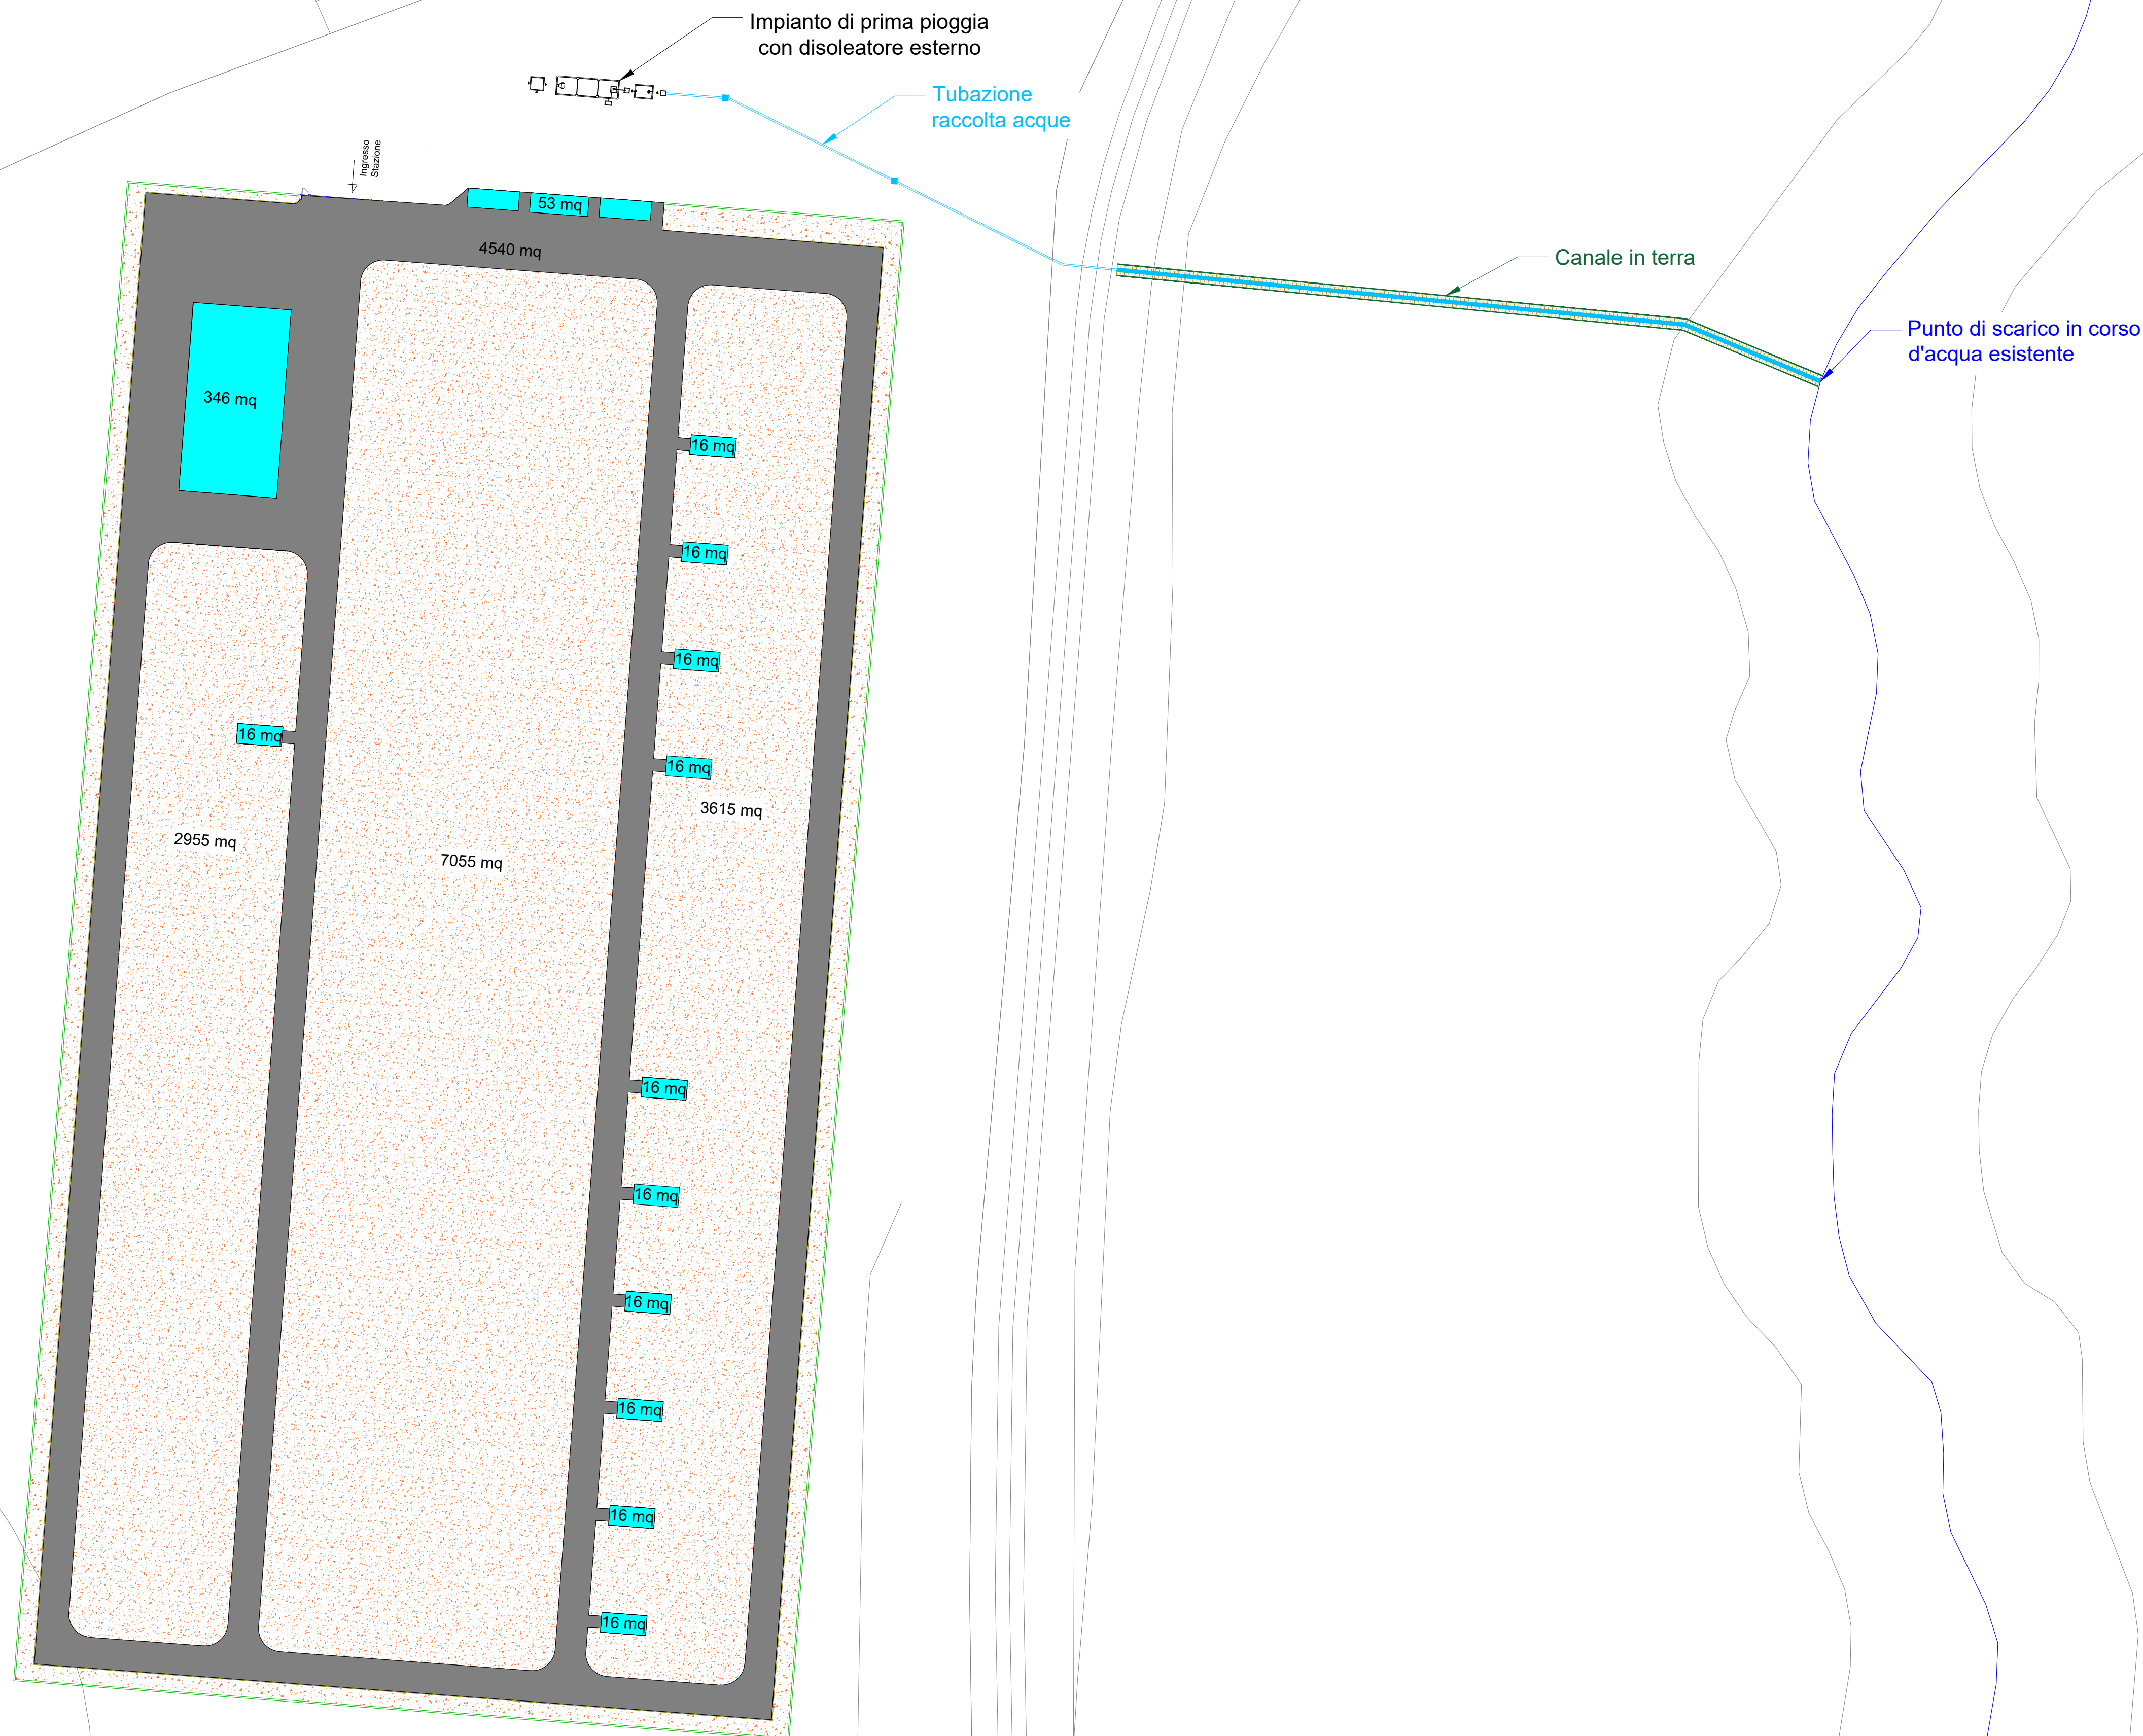 Impianto di prima pioggia
con disoleatore esterno
Tubazione
raccolta acque
Ingresso
Stazione
53 mq
4540 mq
Canale in terra
Punto di scarico in corso
d'acqua esistente
346 mq
16 mq
16 mq
16 mq
16 mq
16 mq
3615 mq
2955 mq
7055 mq
16 mq
16 mq
16 mq
16 mq
16 mq
16 mq